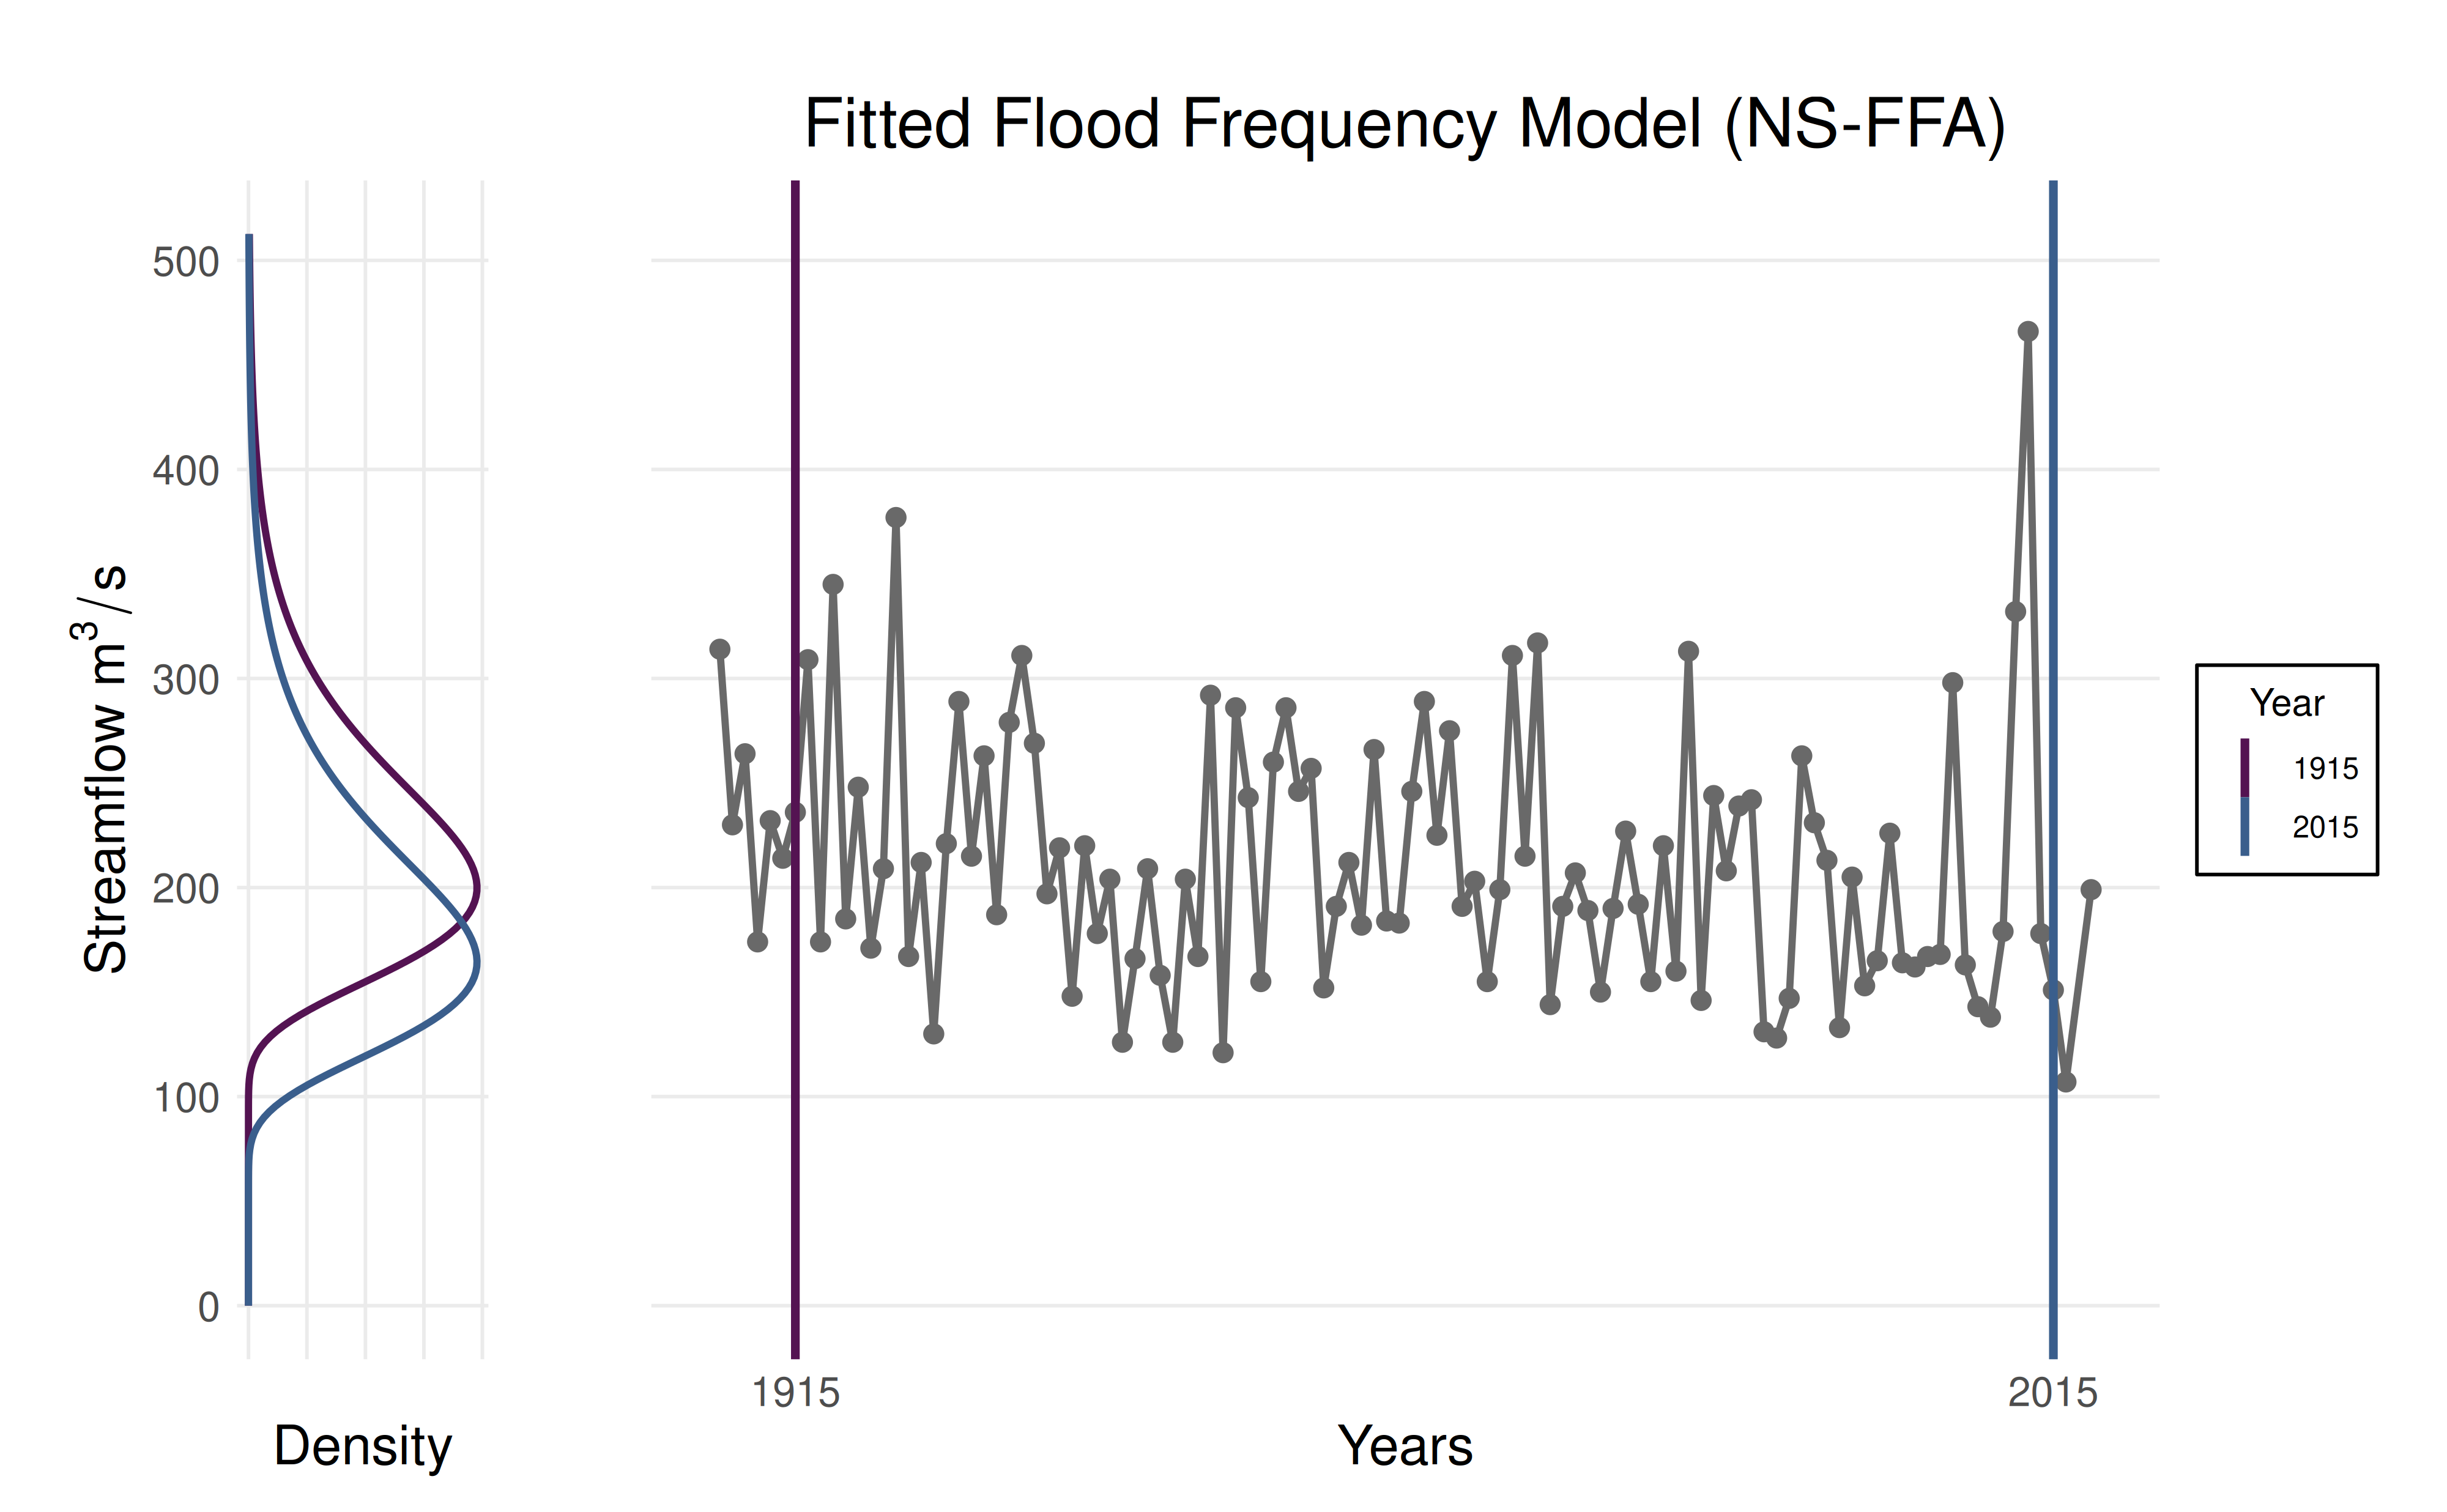 Fitted Flood Frequency Model (NS-FFA)
Streamflow m³/s
500
400
300
200
100
0
Density
1915
2015
Years
Year
1915
2015